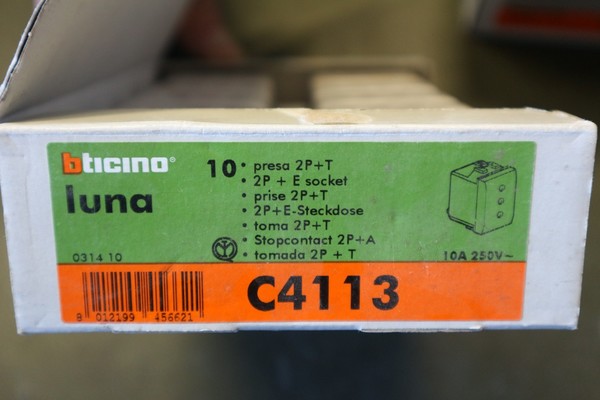 bticino®
luna
0314 10
10 • presa 2P+T
• 2P + E socket
• prise 2P+T
• 2P+E-Steckdose
• toma 2P+T
• Stopcontact 2P+A
• tomada 2P + T
10A 250V~
C4113
8 012199 456621